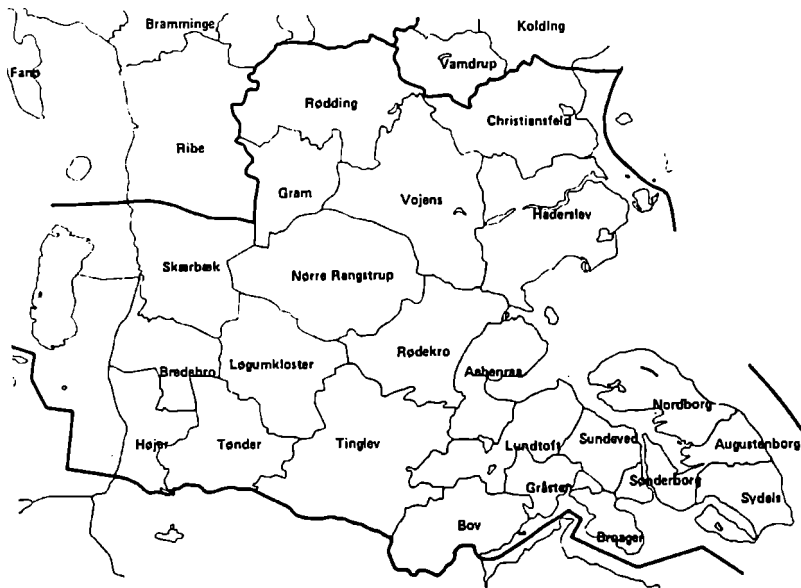 Bramminge
Kolding
Fanø
Vamdrup
Rødding
Christiansfeld
Ribe
Gram
Vojens
Haderslev
Skærbæk
Nørre Rangstrup
Bredebro
Løgumkloster
Rødekro
Aabenraa
Nordborg
Højer
Tønder
Tinglev
Lundtoft
Sundeved
Augustenborg
Gråsten
Sønderborg
Sydals
Bov
Broager